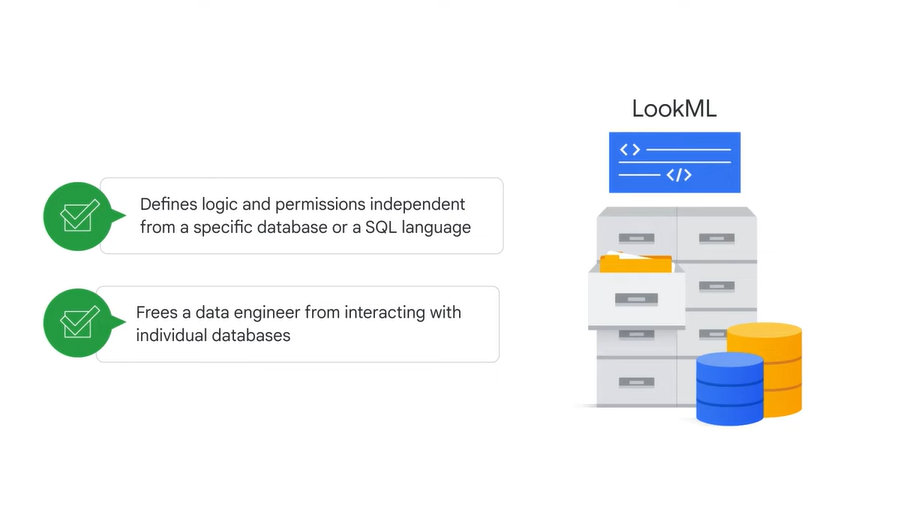 LookML
<> 
</>
Defines logic and permissions independent
from a specific database or a SQL language
Frees a data engineer from interacting with
individual databases